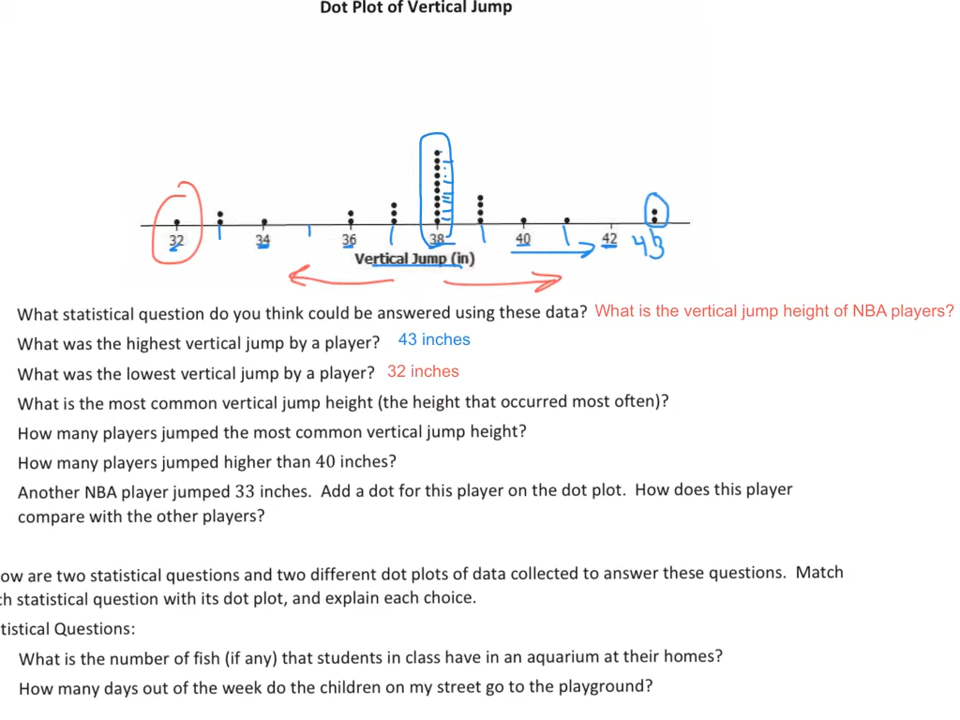 Dot Plot of Vertical Jump
32 34 36 38 40 42 43
Vertical Jump (in)
What statistical question do you think could be answered using these data? What is the vertical jump height of NBA players?
What was the highest vertical jump by a player? 43 inches
What was the lowest vertical jump by a player? 32 inches
What is the most common vertical jump height (the height that occurred most often)?
How many players jumped the most common vertical jump height?
How many players jumped higher than 40 inches?
Another NBA player jumped 33 inches. Add a dot for this player on the dot plot. How does this player
compare with the other players?
ow are two statistical questions and two different dot plots of data collected to answer these questions. Match
ch statistical question with its dot plot, and explain each choice.
tistical Questions:
What is the number of fish (if any) that students in class have in an aquarium at their homes?
How many days out of the week do the children on my street go to the playground?